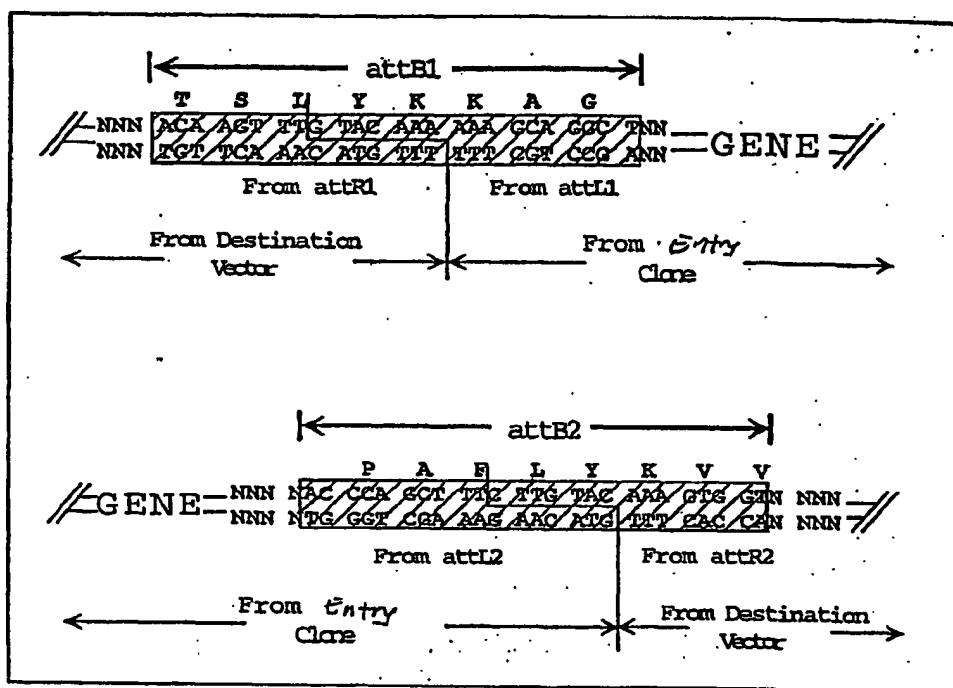 attB1
T S L Y K K A G
NNN ACA AGT TTG TAC AAA AAA GCA GGC TNN GENE
NNN TGT TCA AAC ATG TTT TTT CGT CCG ANN
From attR1 From attL1
From Destination Vector
From Entry Clone
attB2
P A F L Y K V V
GENE NNN NAC CCA GCT TTC TTG TAC AAA GTG GTN NNN
NNN NTG GGT CGA AAG AAC ATG TTT CAC CAN NNN
From attL2 From attR2
From Entry Clone
From Destination Vector